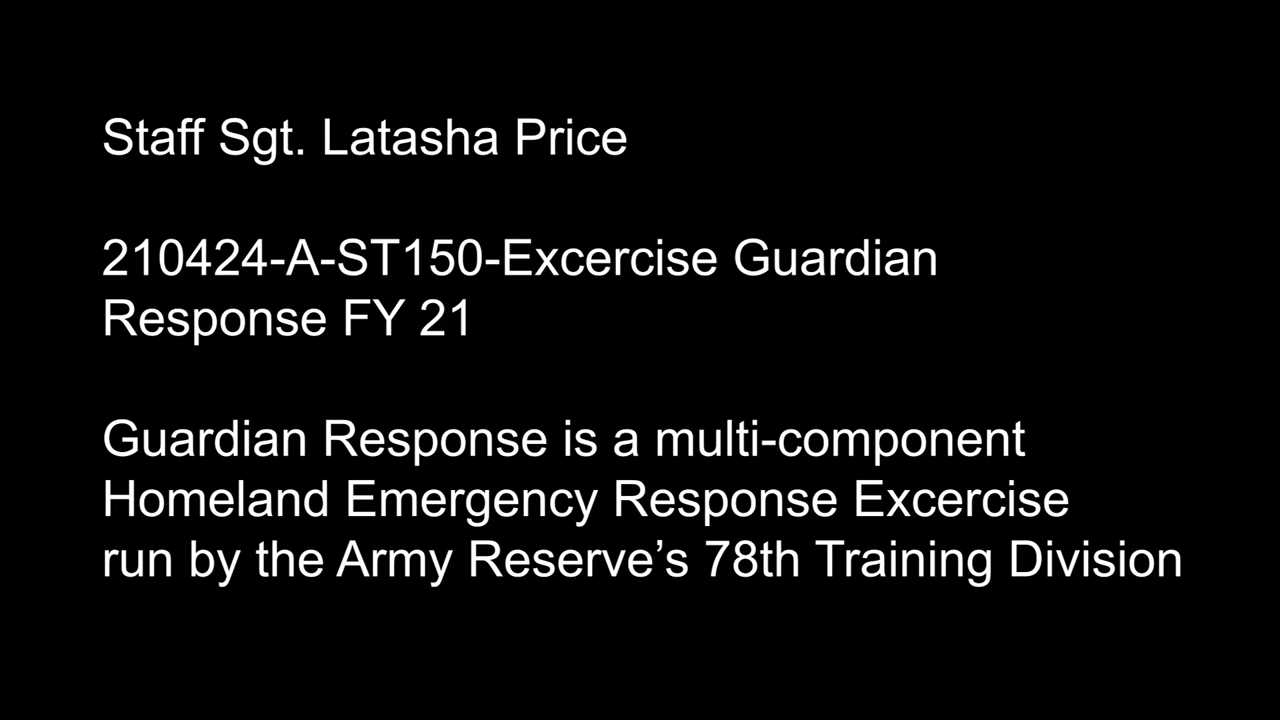 Staff Sgt. Latasha Price
210424-A-ST150-Excercise Guardian
Response FY 21
Guardian Response is a multi-component
Homeland Emergency Response Excercise
run by the Army Reserve’s 78th Training Division